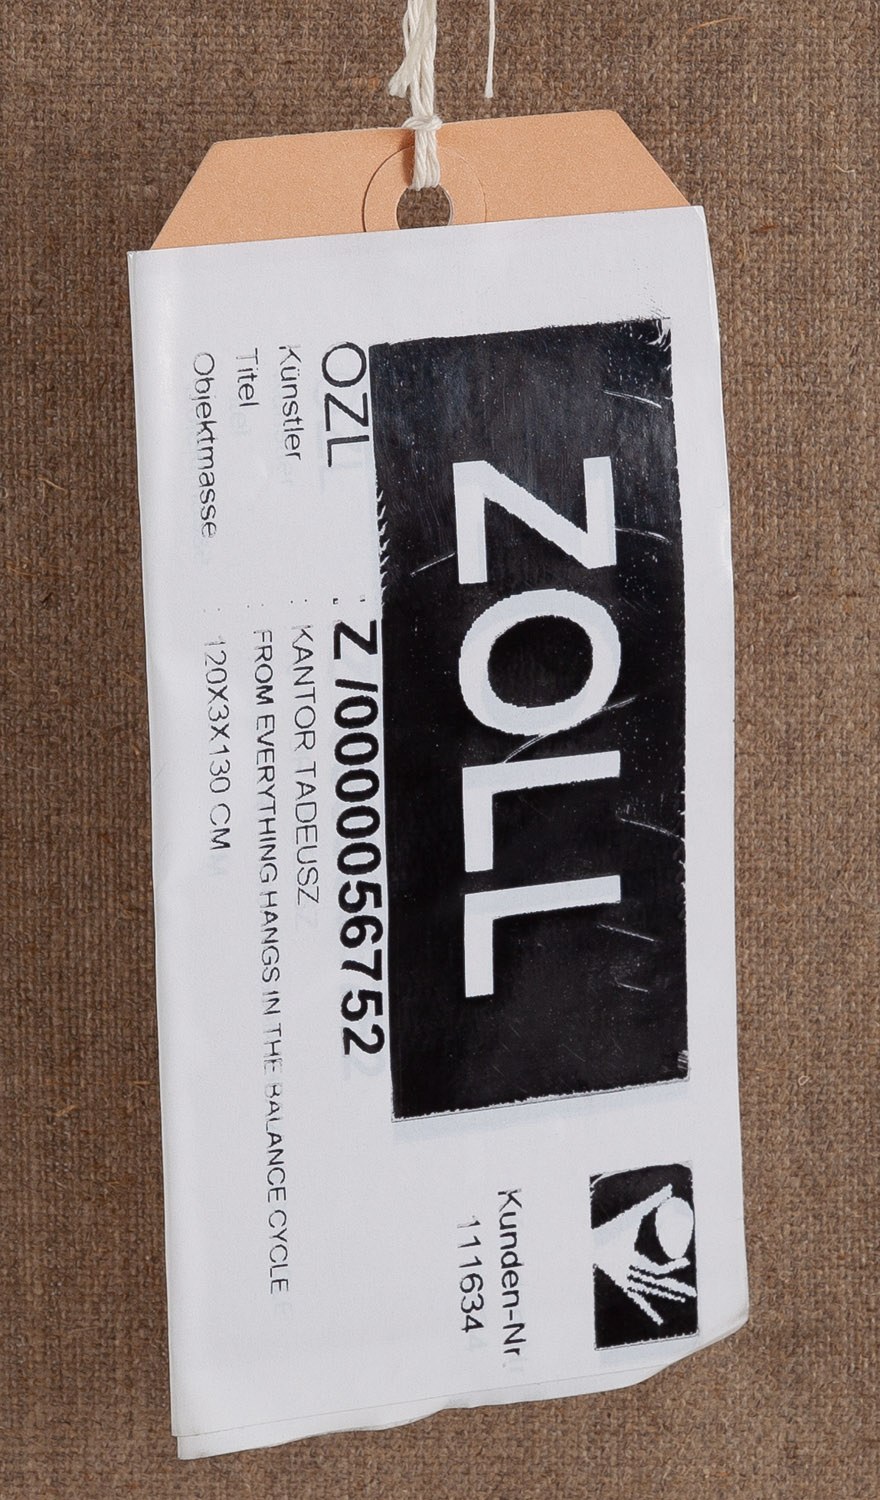 ZOLL
OZL : Z /0000056752
Künstler : KANTOR TADEUSZ
Titel : FROM EVERYTHING HANGS IN THE BALANCE CYCLE
Objektmasse : 120X3X130 CM
Kunden-Nr
111634